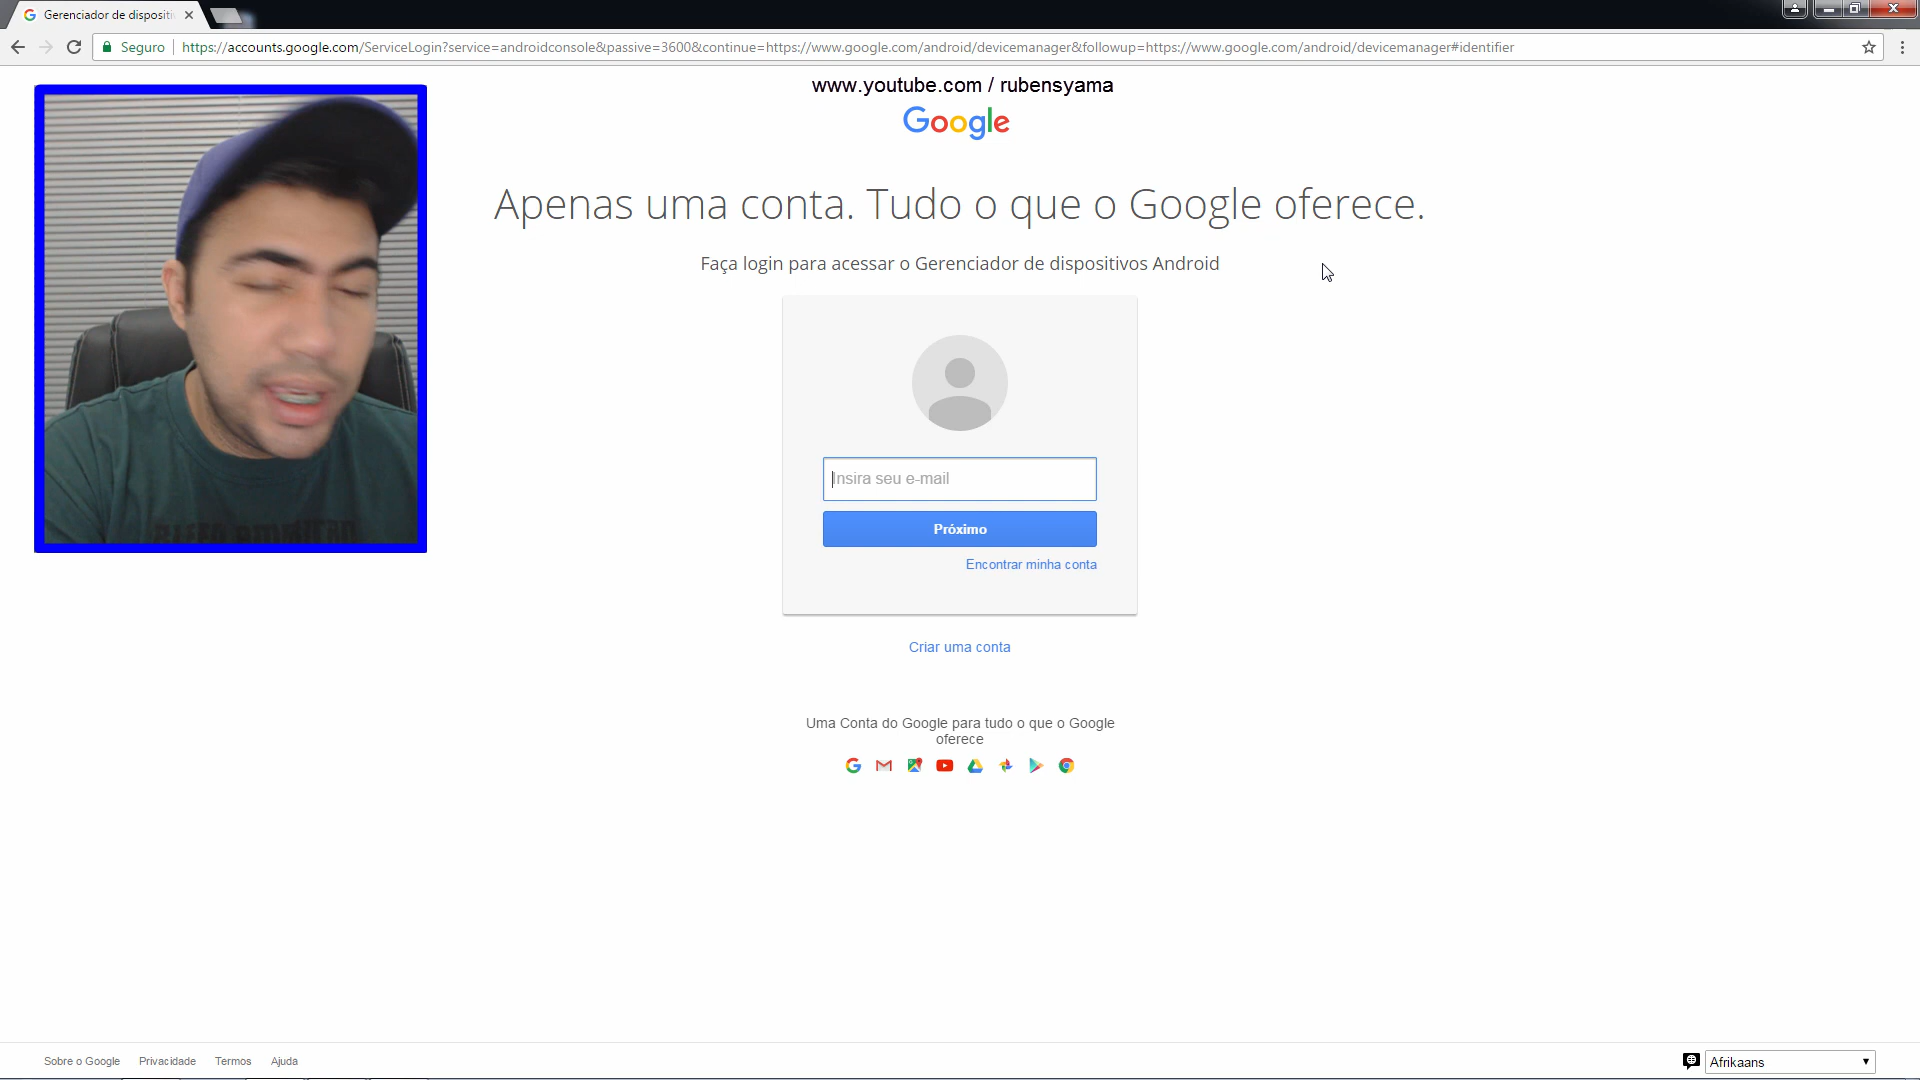 Gerenciador de dispositi
Seguro
https://accounts.google.com/ServiceLogin?service=androidconsole&passive=3600&continue=https://www.google.com/android/devicemanager&followup=https://www.google.com/android/devicemanager#identifier
www.youtube.com / rubensyama
Google
Apenas uma conta. Tudo o que o Google oferece.
Faça login para acessar o Gerenciador de dispositivos Android
Insira seu e-mail
Próximo
Encontrar minha conta
Criar uma conta
Uma Conta do Google para tudo o que o Google
oferece
Sobre o Google Privacidade Termos Ajuda
Afrikaans